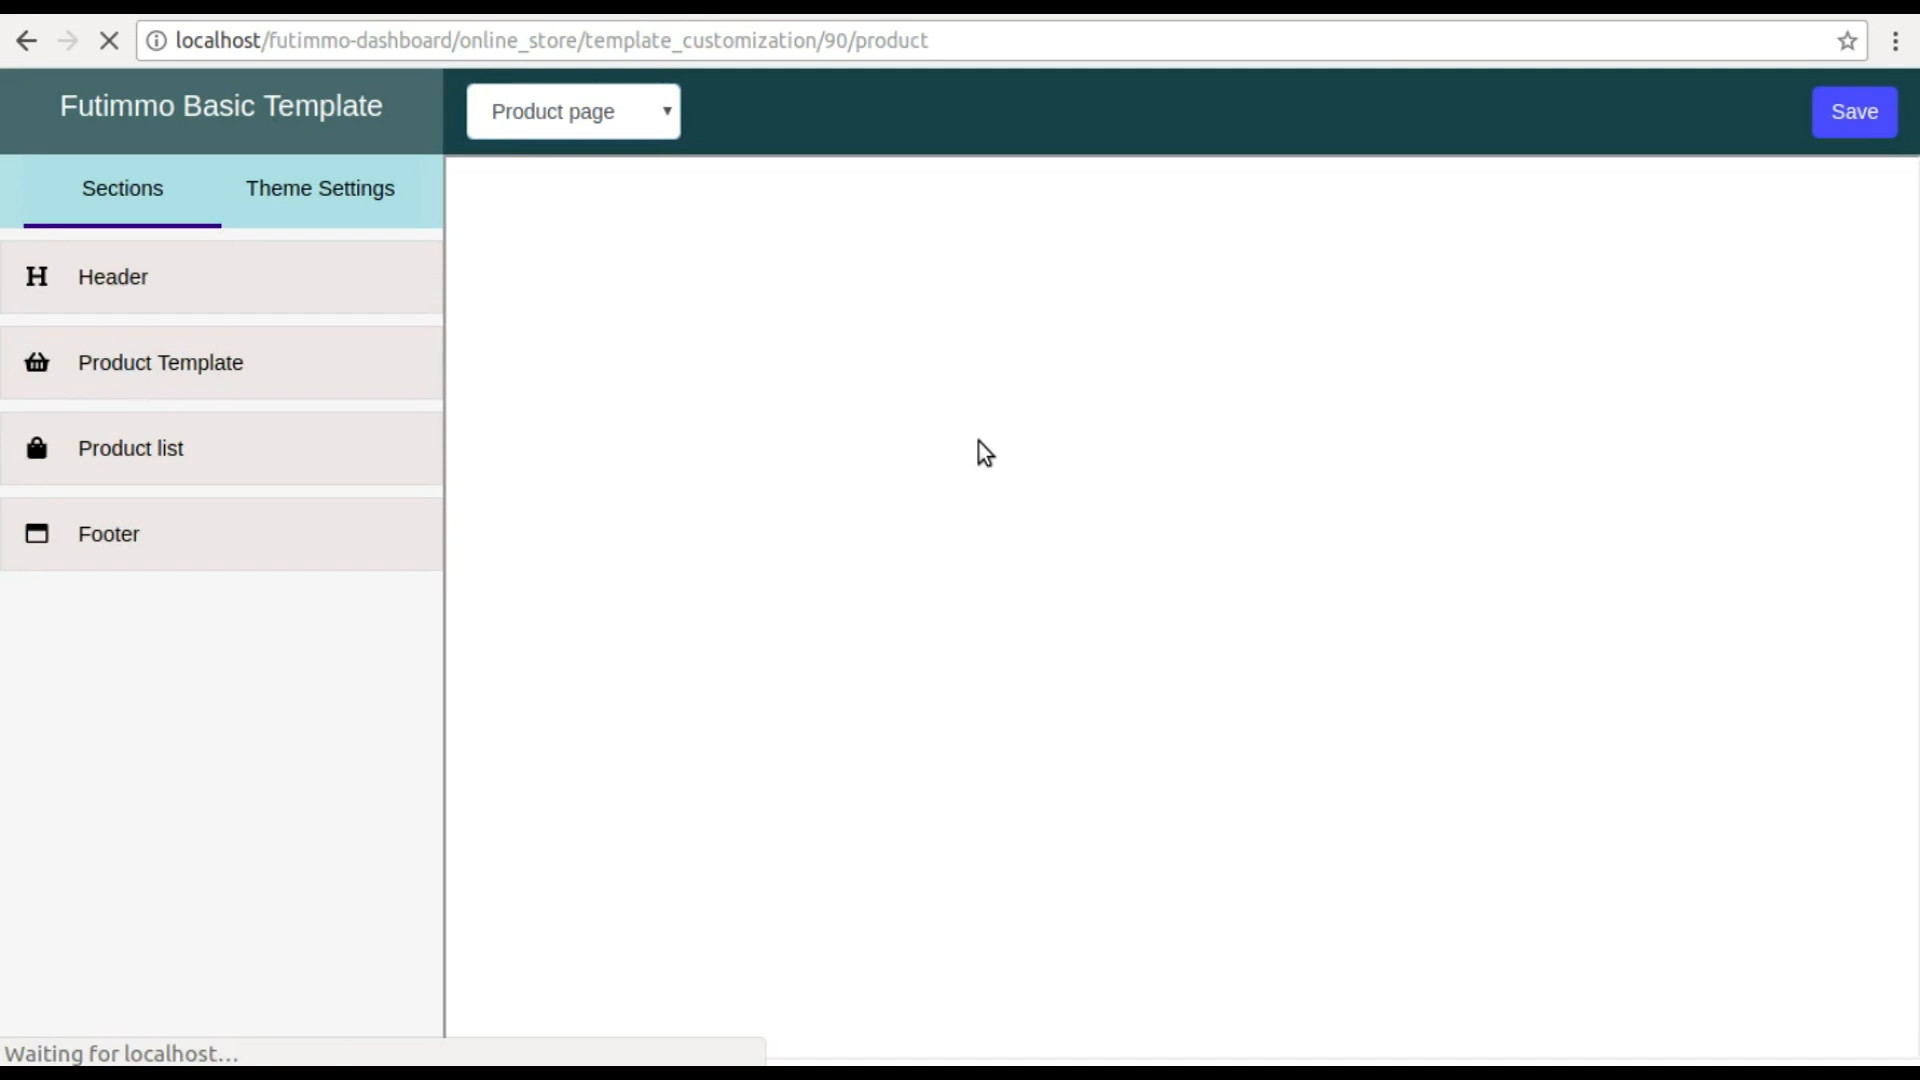 localhost/futimmo-dashboard/online_store/template_customization/90/product
Futimmo Basic Template
Product page
Save
Sections
Theme Settings
Header
Product Template
Product list
Footer
Waiting for localhost...